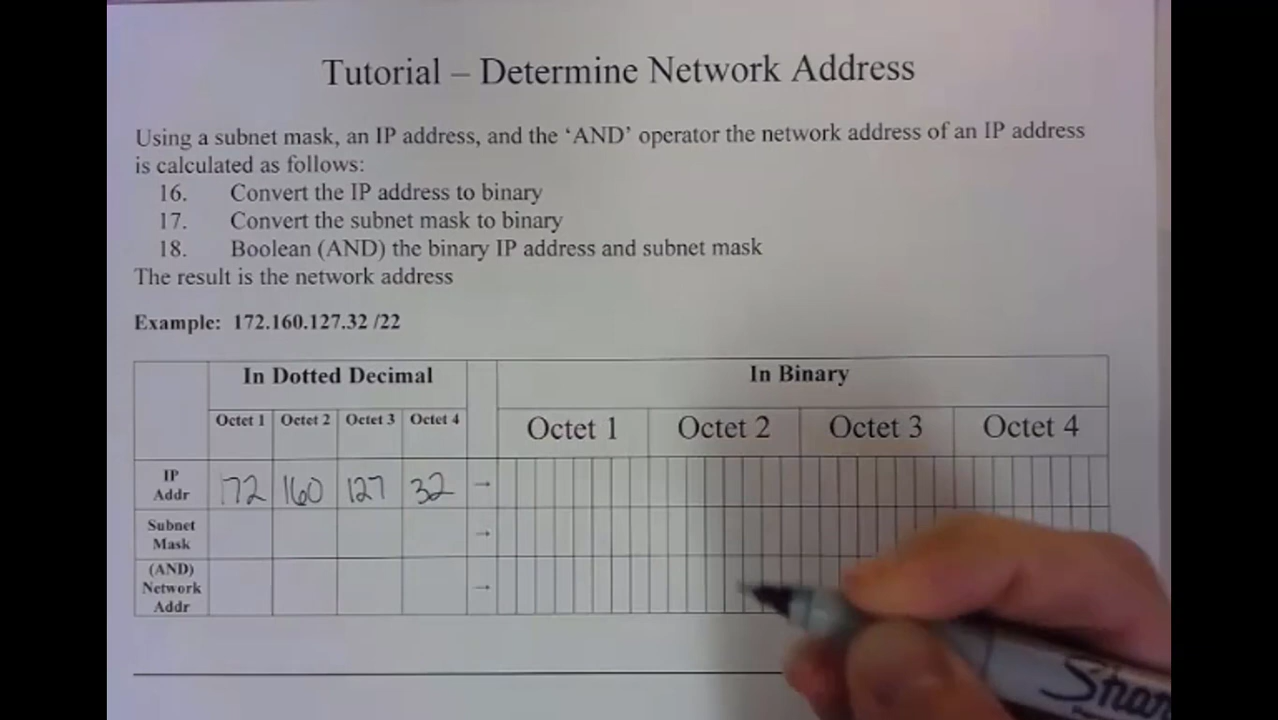 Tutorial – Determine Network Address
Using a subnet mask, an IP address, and the ‘AND’ operator the network address of an IP address
is calculated as follows:
16. Convert the IP address to binary
17. Convert the subnet mask to binary
18. Boolean (AND) the binary IP address and subnet mask
The result is the network address
Example: 172.160.127.32 /22
In Dotted Decimal In Binary
Octet 1 Octet 2 Octet 3 Octet 4 Octet 1 Octet 2 Octet 3 Octet 4
IP
Addr 172 160 127 32 →
Subnet
Mask →
(AND)
Network →
Addr
Shar